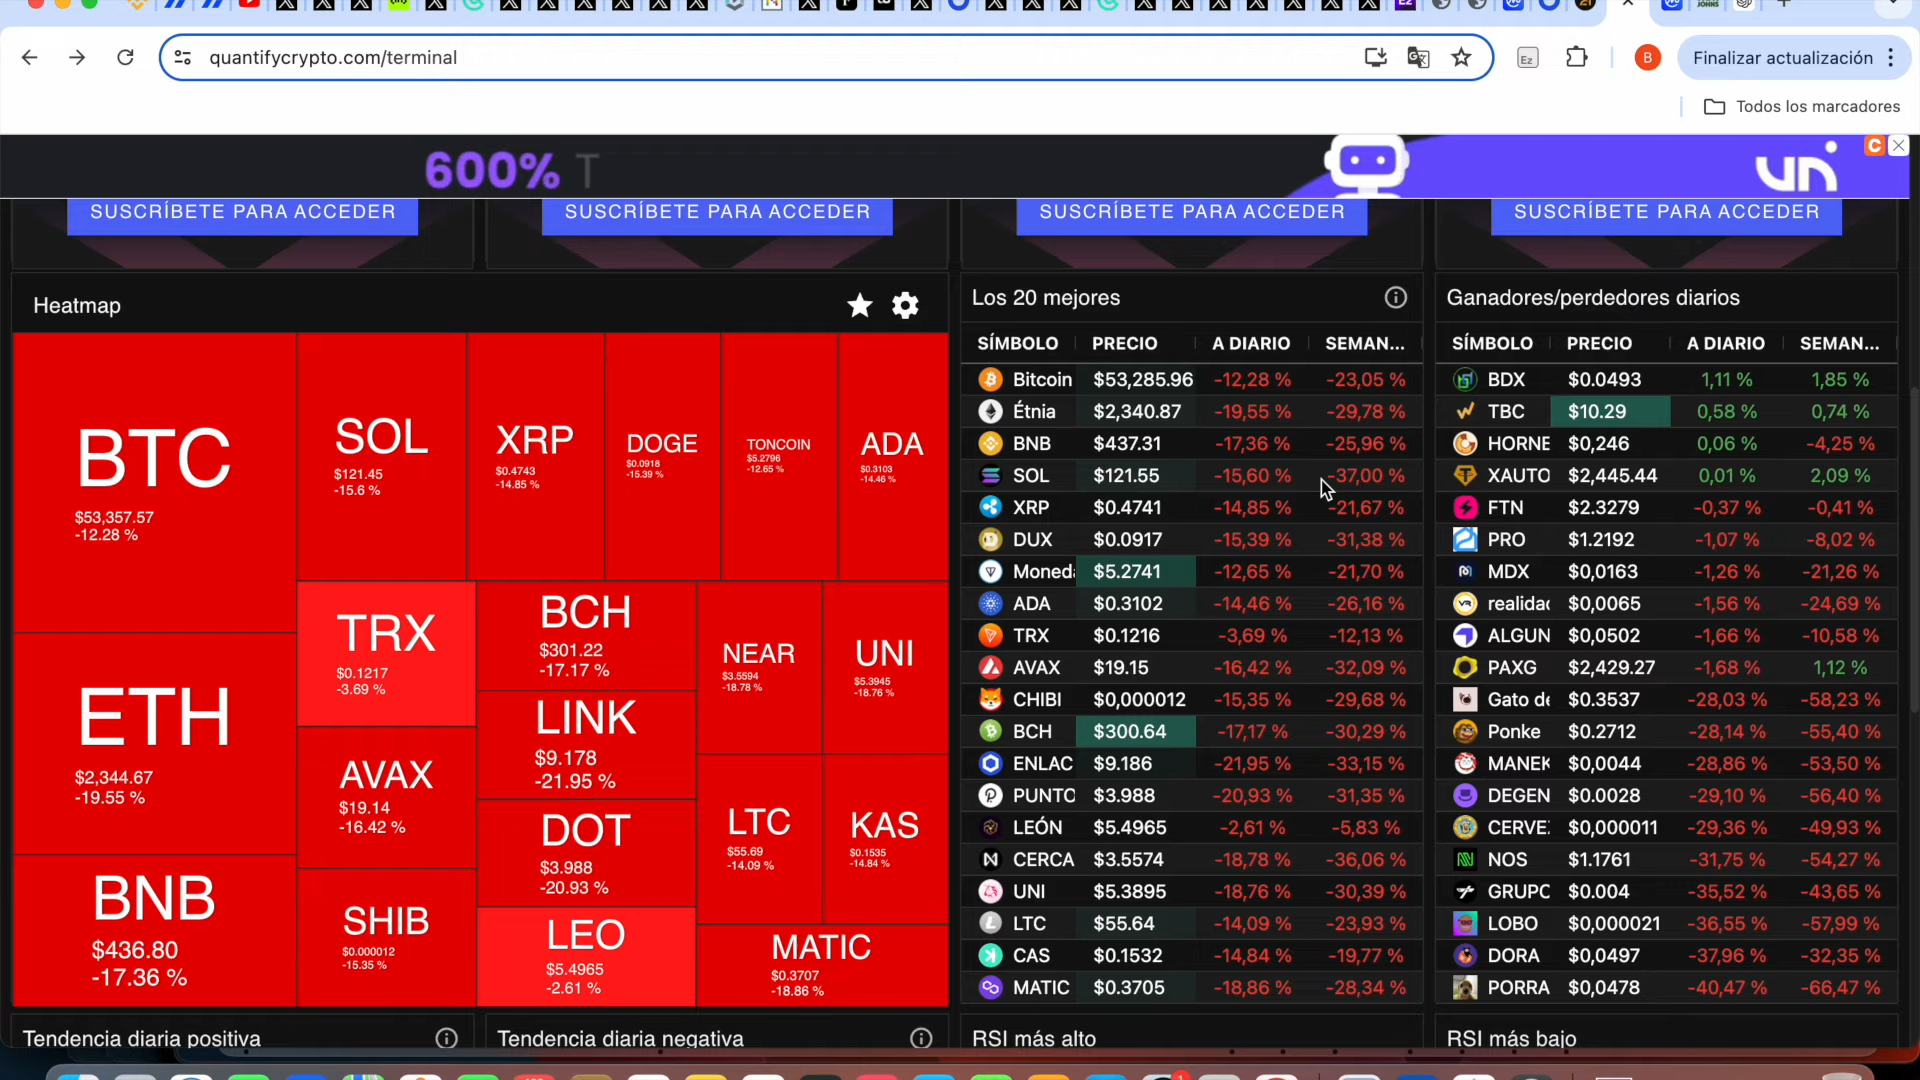 quantifycrypto.com/terminal
Ez
B
Finalizar actualización
Todos los marcadores
600% T
un
C
SUSCRÍBETE PARA ACCEDER
SUSCRÍBETE PARA ACCEDER
SUSCRÍBETE PARA ACCEDER
SUSCRÍBETE PARA ACCEDER
Heatmap
BTC
$53,357.57
-12.28 %
ETH
$2,344.67
-19.55 %
BNB
$436.80
-17.36 %
SOL
$121.45
-15.6 %
XRP
$0.4743
-14.85 %
DOGE
$0.0918
-15.39 %
TONCOIN
$5.2796
-12.65 %
ADA
$0.3103
-14.46 %
TRX
$0.1217
-3.69 %
AVAX
$19.14
-16.42 %
SHIB
$0.000012
-15.35 %
BCH
$301.22
-17.17 %
LINK
$9.178
-21.95 %
DOT
$3.988
-20.93 %
LEO
$5.4965
-2.61 %
NEAR
$3.5594
-18.78 %
UNI
$5.3945
-18.76 %
LTC
$55.69
-14.09 %
KAS
$0.1535
-14.84 %
MATIC
$0.3707
-18.86 %
Los 20 mejores
SÍMBOLO PRECIO A DIARIO SEMAN...
Bitcoin $53,285.96 -12,28 % -23,05 %
Étnia $2,340.87 -19,55 % -29,78 %
BNB $437.31 -17,36 % -25,96 %
SOL $121.55 -15,60 % -37,00 %
XRP $0.4741 -14,85 % -21,67 %
DUX $0.0917 -15,39 % -31,38 %
Moned $5.2741 -12,65 % -21,70 %
ADA $0.3102 -14,46 % -26,16 %
TRX $0.1216 -3,69 % -12,13 %
AVAX $19.15 -16,42 % -32,09 %
CHIBI $0,000012 -15,35 % -29,68 %
BCH $300.64 -17,17 % -30,29 %
ENLAC $9.186 -21,95 % -33,15 %
PUNTO $3.988 -20,93 % -31,35 %
LEÓN $5.4965 -2,61 % -5,83 %
CERCA $3.5574 -18,78 % -36,06 %
UNI $5.3895 -18,76 % -30,39 %
LTC $55.64 -14,09 % -23,93 %
CAS $0.1532 -14,84 % -19,77 %
MATIC $0.3705 -18,86 % -28,34 %
Ganadores/perdedores diarios
SÍMBOLO PRECIO A DIARIO SEMAN...
BDX $0.0493 1,11 % 1,85 %
TBC $10.29 0,58 % 0,74 %
HORNE $0,246 0,06 % -4,25 %
XAUTO $2,445.44 0,01 % 2,09 %
FTN $2.3279 -0,37 % -0,41 %
PRO $1.2192 -1,07 % -8,02 %
MDX $0,0163 -1,26 % -21,26 %
realidad $0,0065 -1,56 % -24,69 %
ALGUN $0,0502 -1,66 % -10,58 %
PAXG $2,429.27 -1,68 % 1,12 %
Gato de $0.3537 -28,03 % -58,23 %
Ponke $0.2712 -28,14 % -55,40 %
MANEK $0,0044 -28,86 % -53,50 %
DEGEN $0.0028 -29,10 % -56,40 %
CERVEZ $0,000011 -29,36 % -49,93 %
NOS $1.1761 -31,75 % -54,27 %
GRUPO $0.004 -35,52 % -43,65 %
LOBO $0,000021 -36,55 % -57,99 %
DORA $0,0497 -37,96 % -32,35 %
PORRA $0,0478 -40,47 % -66,47 %
Tendencia diaria positiva
Tendencia diaria negativa
RSI más alto
RSI más bajo